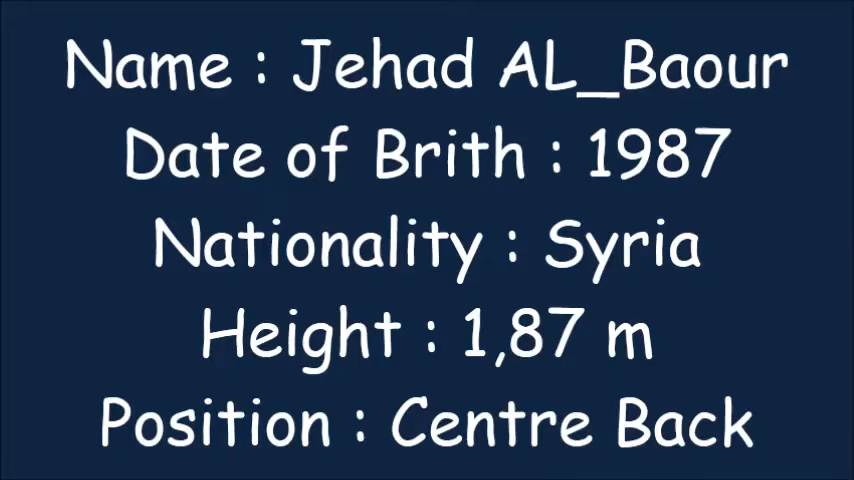 Name : Jehad AL_Baour
Date of Brith : 1987
Nationality : Syria
Height : 1,87 m
Position : Centre Back